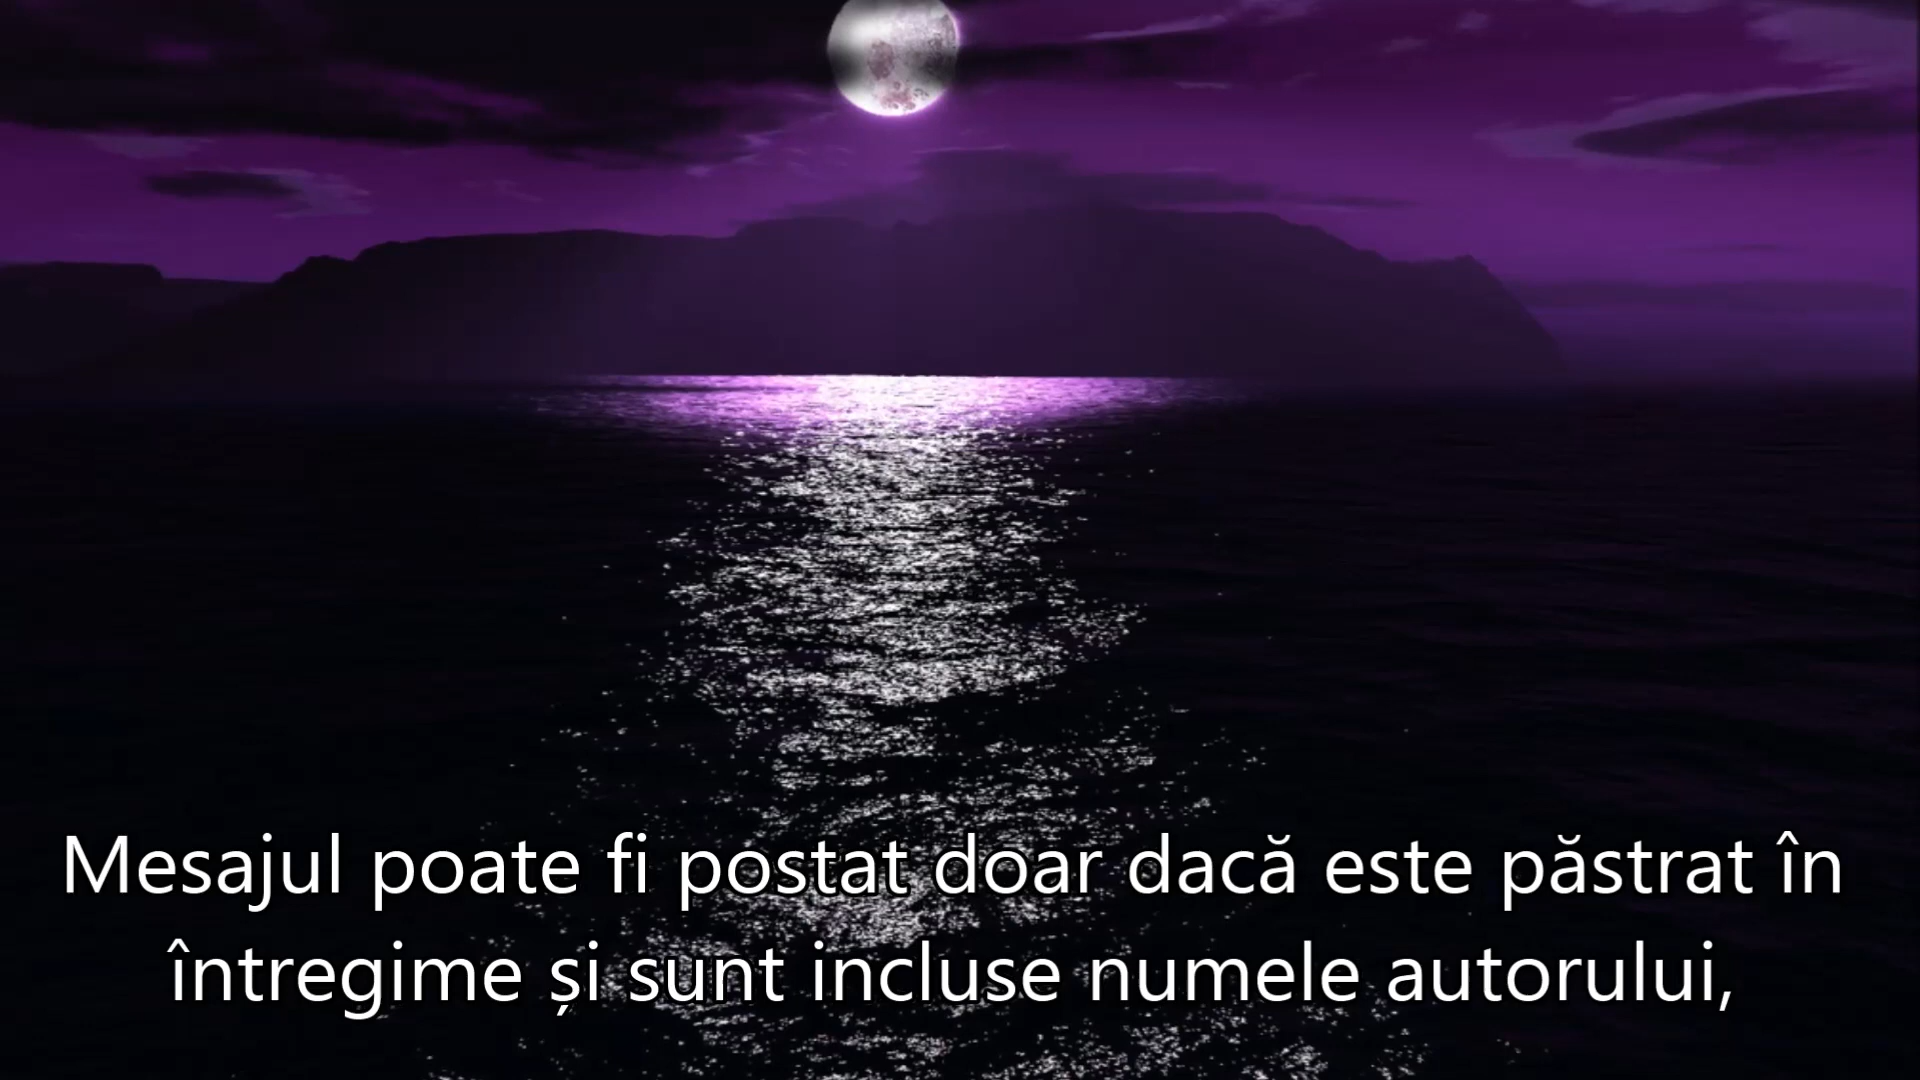 Mesajul poate fi postat doar dacă este păstrat în
întregime și sunt incluse numele autorului,